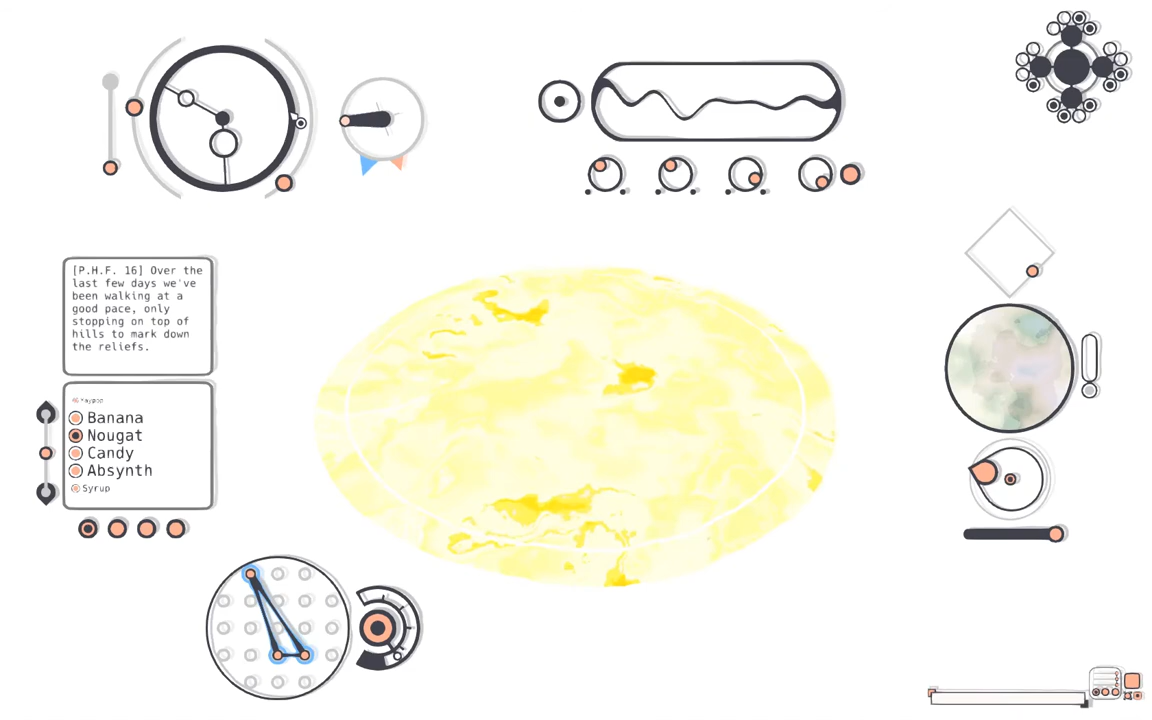 [P.H.F. 16] Over the
last few days we've
been walking at a
good pace, only
stopping on top of
hills to mark down
the reliefs.
Banana
Nougat
Candy
Absynth
Syrup